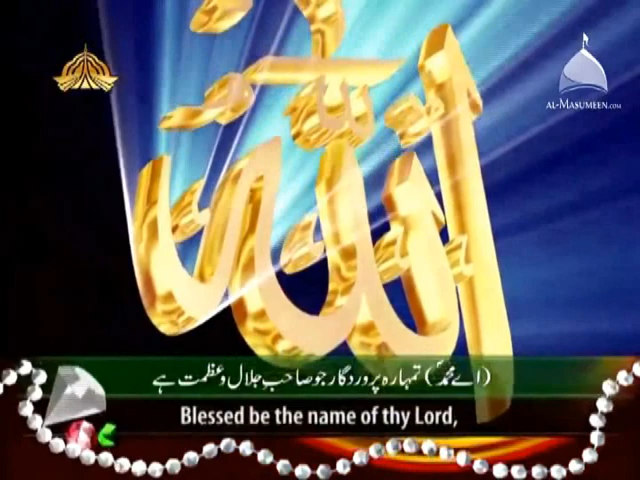 الله
AL-MASUMEEN.COM
(اے محمدؐ) تمہارا پروردگار جو صاحب جلال و عظمت ہے
Blessed be the name of thy Lord,